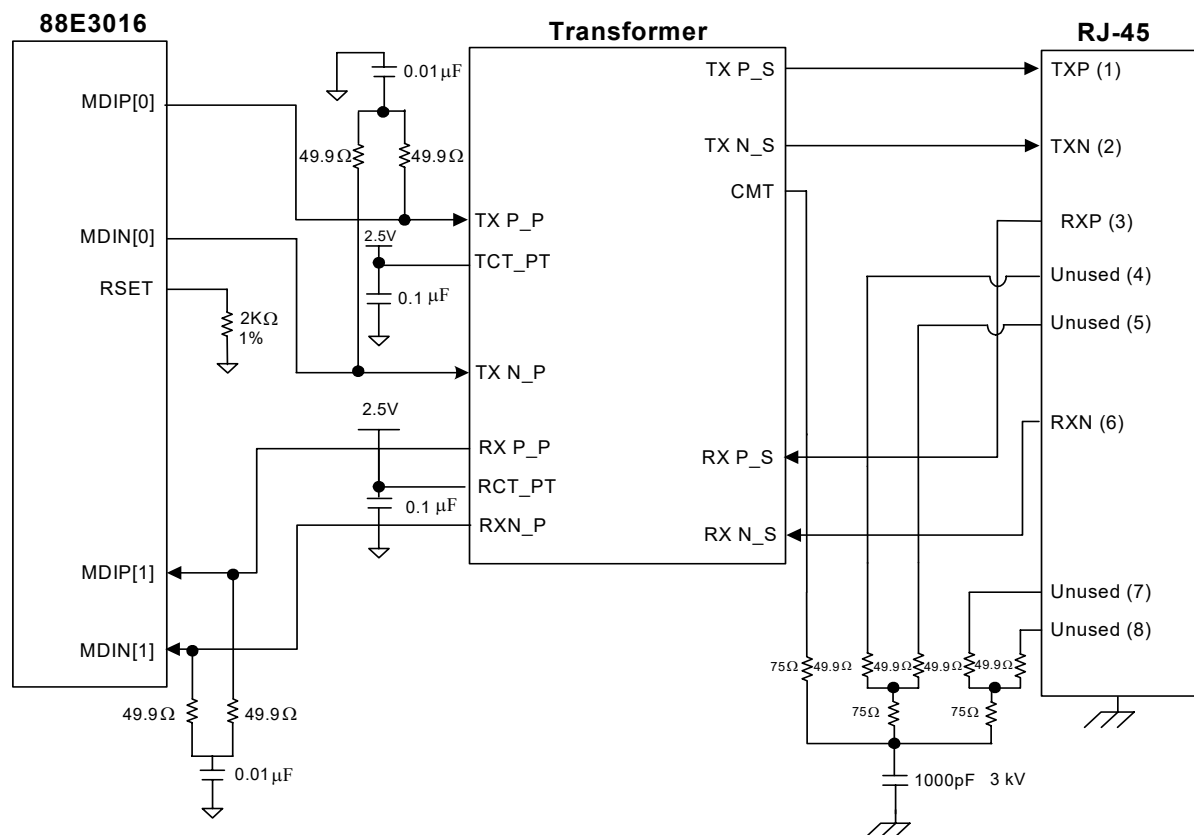 88E3016
Transformer
RJ-45
MDIP[0]
MDIN[0]
RSET
2KΩ
1%
MDIP[1]
MDIN[1]
0.01 μF
49.9Ω
49.9Ω
2.5V
0.1 μF
2.5V
0.1 μF
49.9Ω
49.9Ω
0.01 μF
TX P_P
TCT_PT
TX N_P
RX P_P
RCT_PT
RXN_P
TX P_S
TX N_S
CMT
RX P_S
RX N_S
TXP (1)
TXN (2)
RXP (3)
Unused (4)
Unused (5)
RXN (6)
Unused (7)
Unused (8)
75Ω
49.9Ω
49.9Ω
49.9Ω
49.9Ω
75Ω
75Ω
1000pF 3 kV